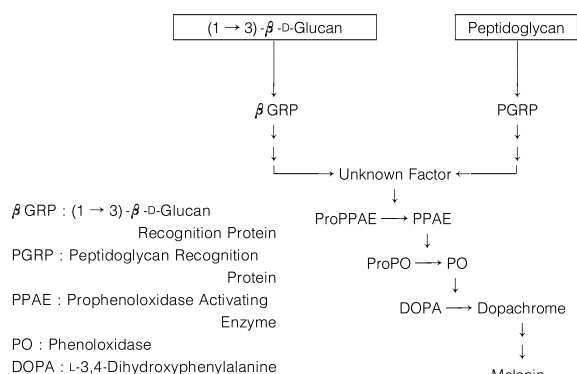 (1 → 3)-β-D-Glucan
Peptidoglycan
βGRP
PGRP
Unknown Factor
ProPPAE → PPAE
ProPO → PO
DOPA → Dopachrome
Melanin
βGRP : (1 → 3)-β-D-Glucan
Recognition Protein
PGRP : Peptidoglycan Recognition
Protein
PPAE : Prophenoloxidase Activating
Enzyme
PO : Phenoloxidase
DOPA : L-3,4-Dihydroxyphenylalanine